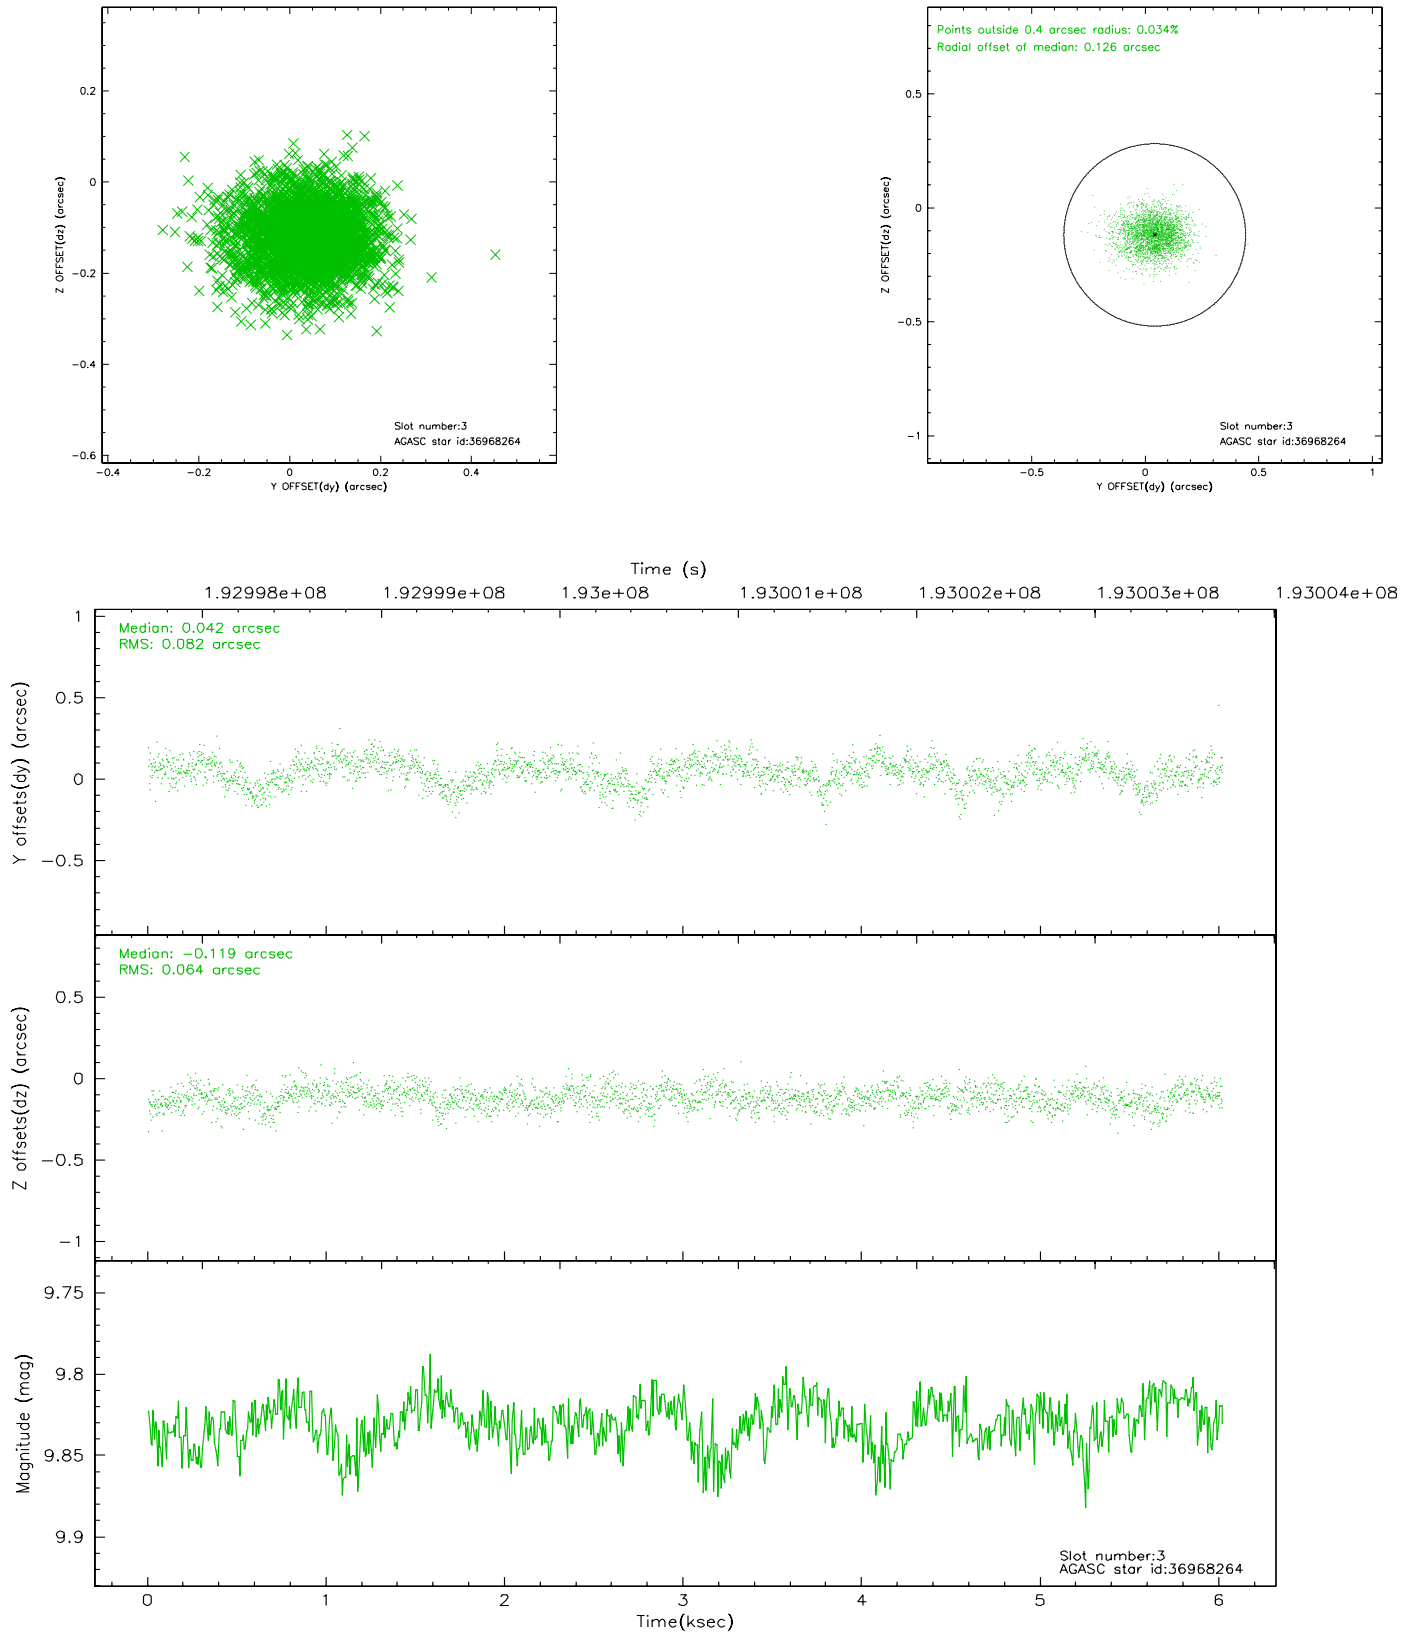 0.2
0
−0.2
−0.4
−0.6
Z OFFSET(dz) (arcsec)
Slot number:3
AGASC star id:36968264
−0.4 −0.2 0 0.2 0.4
Y OFFSET(dy) (arcsec)
Points outside 0.4 arcsec radius: 0.034%
Radial offset of median: 0.126 arcsec
0.5
0
−0.5
−1
Z OFFSET(dz) (arcsec)
Slot number:3
AGASC star id:36968264
−0.5 0 0.5 1
Y OFFSET(dy) (arcsec)
Time (s)
1.92998e+08 1.92999e+08 1.93e+08 1.93001e+08 1.93002e+08 1.93003e+08 1.93004e+08
Median: 0.042 arcsec
RMS: 0.082 arcsec
1
0.5
0
−0.5
Y offsets(dy) (arcsec)
Median: −0.119 arcsec
RMS: 0.064 arcsec
0.5
0
−0.5
−1
Z offsets(dz) (arcsec)
9.75
9.8
9.85
9.9
Magnitude (mag)
Slot number:3
AGASC star id:36968264
0 1 2 3 4 5 6
Time(ksec)